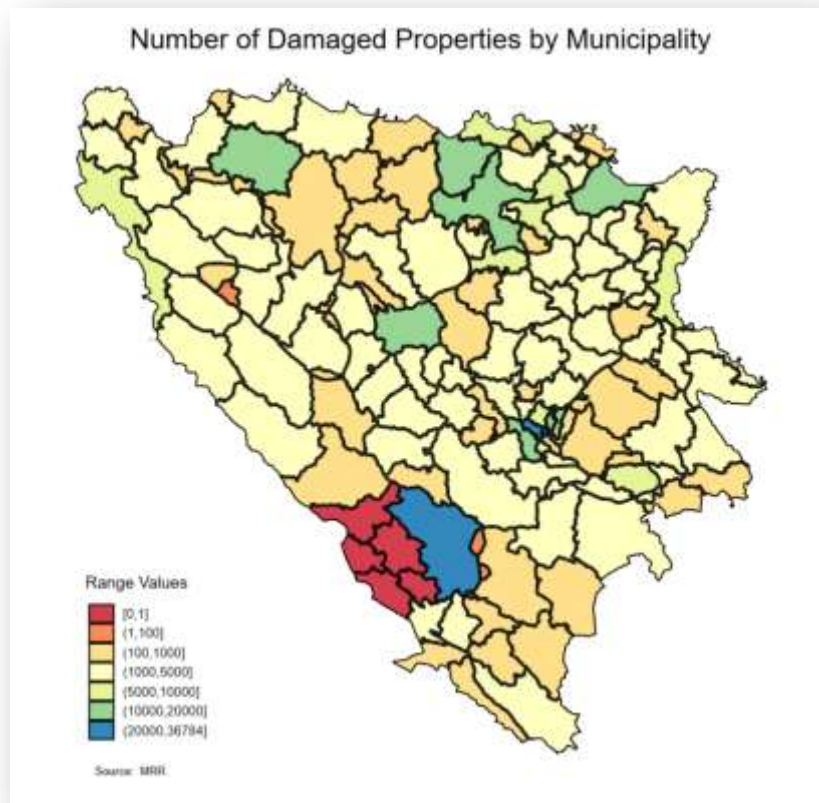 Number of Damaged Properties by Municipality
Range Values
[0,1]
(1,100]
(100,1000]
(1000,5000]
(5000,10000]
(10000,20000]
(20000,36784]
Source: MRR